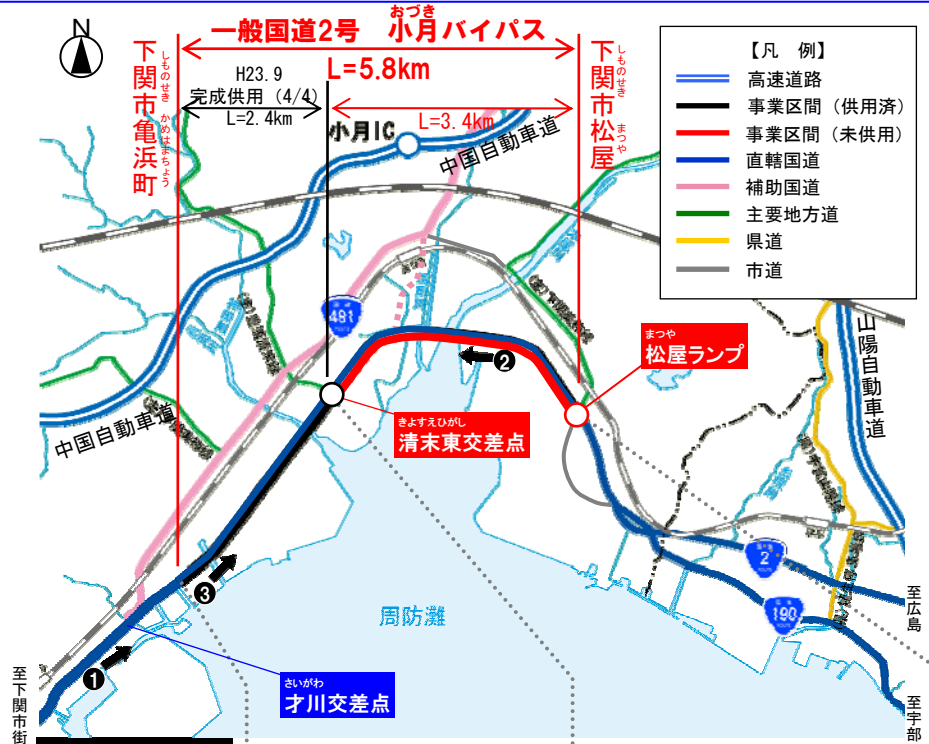 一般国道2号 小月バイパス
おづき
L=5.8km
N
下関市亀浜町
しものせき かめはまちょう
H23.9
完成供用（4/4）
L=2.4km
L=3.4km
下関市松屋
しものせき まつや
小月IC
中国自動車道
【凡 例】
高速道路
事業区間（供用済）
事業区間（未供用）
直轄国道
補助国道
主要地方道
県道
市道
491
まつや
松屋ランプ
❷
山陽自動車道
中国自動車道
きよすえひがし
清末東交差点
❸
周防灘
2
190
至広島
❶
さいがわ
才川交差点
至下関市街
至宇部